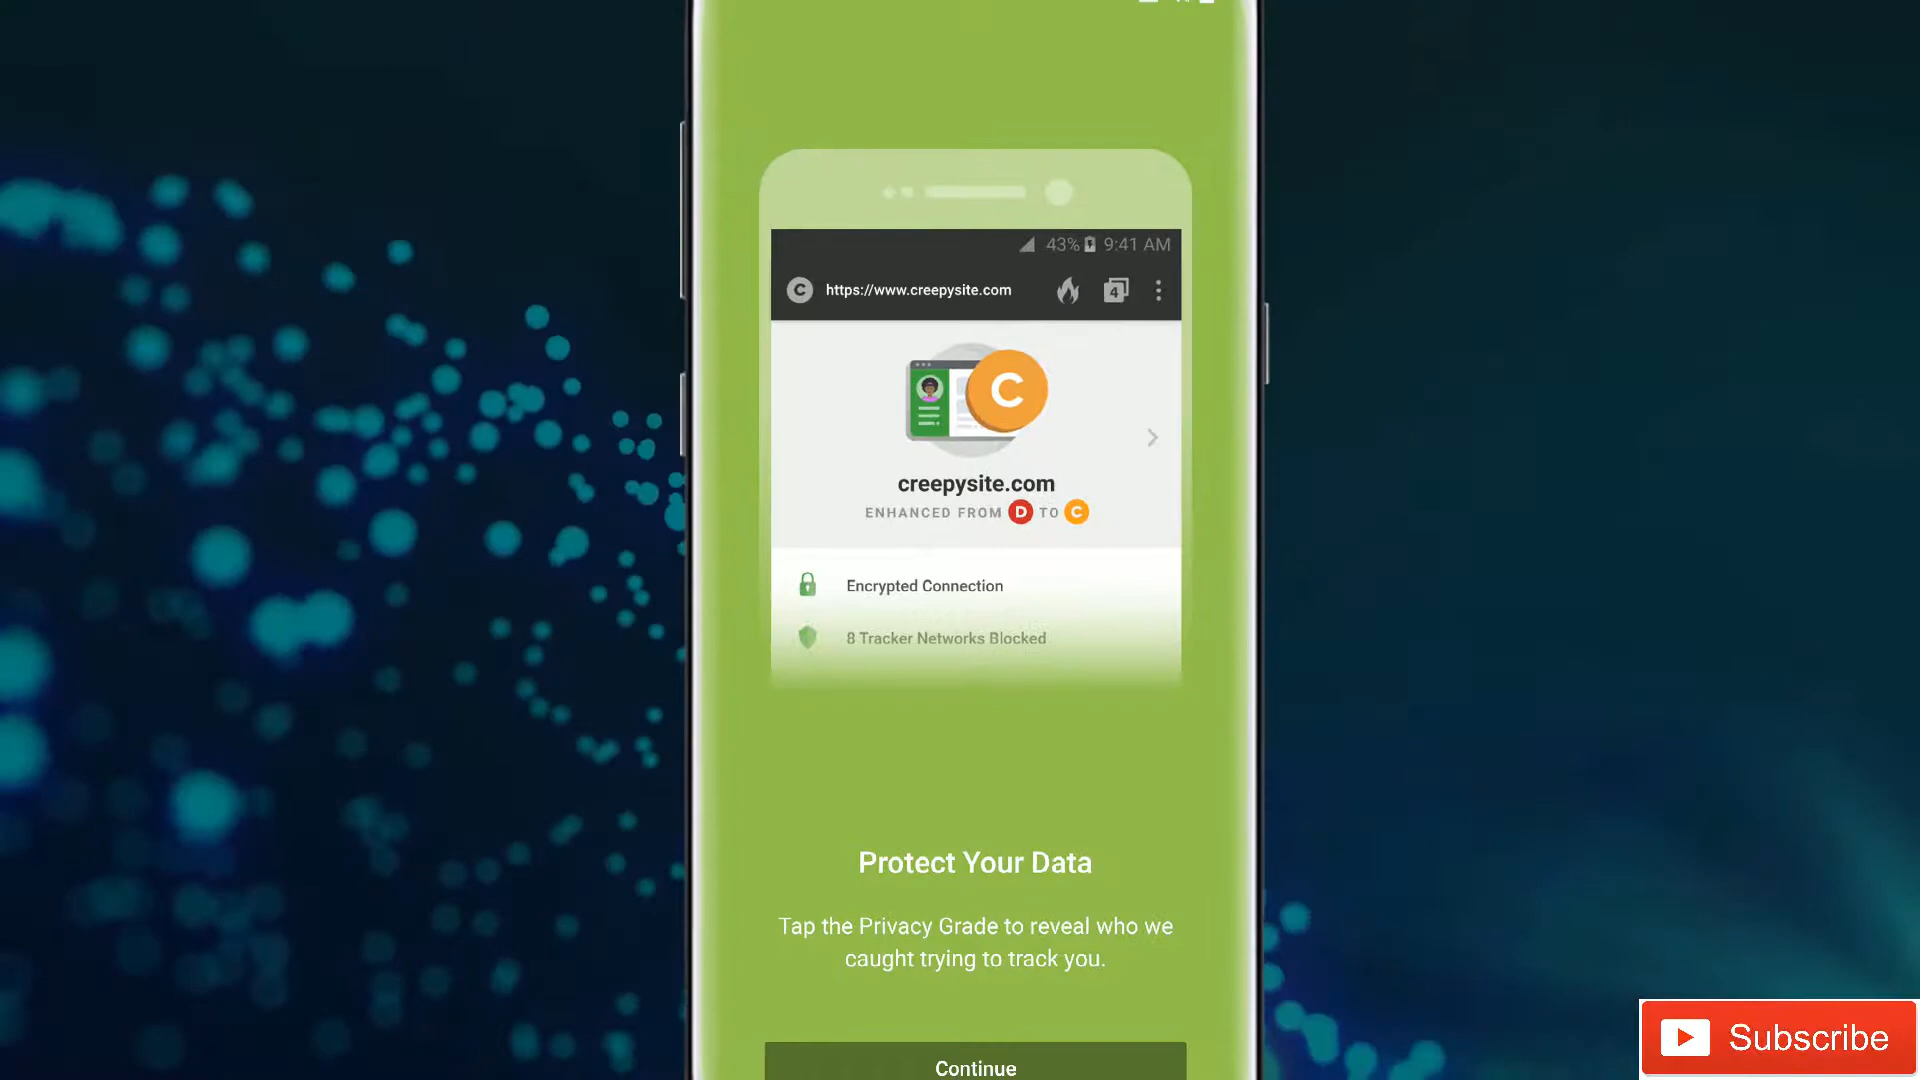 43% 9:41 AM
C https://www.creepysite.com 4
C
creepysite.com
ENHANCED FROM D TO C
Encrypted Connection
8 Tracker Networks Blocked
Protect Your Data
Tap the Privacy Grade to reveal who we
caught trying to track you.
Continue
Subscribe